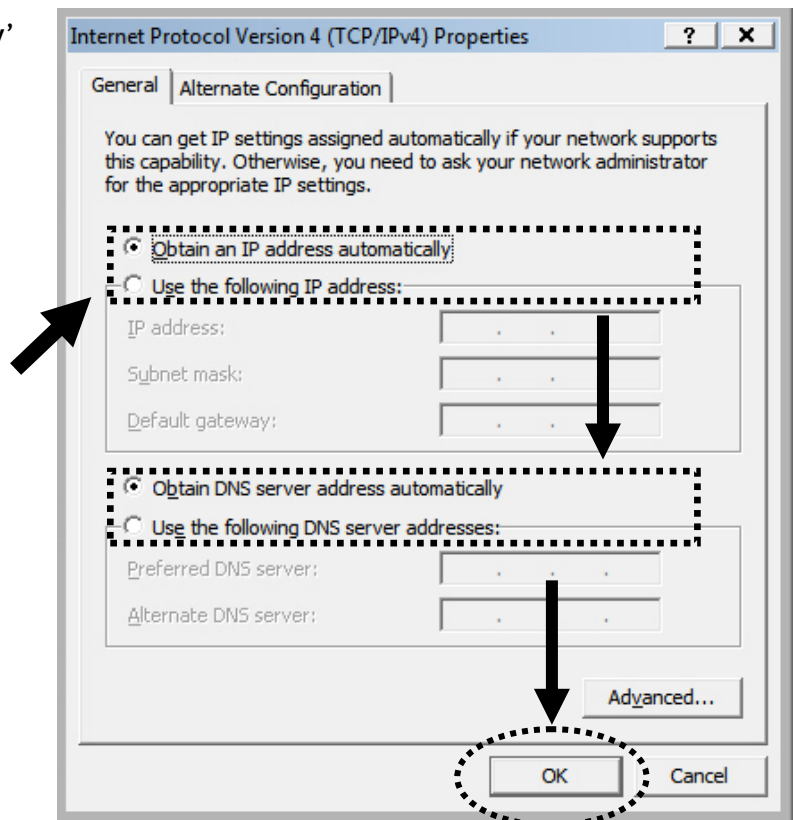 y’
Internet Protocol Version 4 (TCP/IPv4) Properties ? x
General Alternate Configuration
You can get IP settings assigned automatically if your network supports
this capability. Otherwise, you need to ask your network administrator
for the appropriate IP settings.
Obtain an IP address automatically
Use the following IP address:
IP address:
Subnet mask:
Default gateway:
Obtain DNS server address automatically
Use the following DNS server addresses:
Preferred DNS server:
Alternate DNS server:
Advanced...
OK Cancel